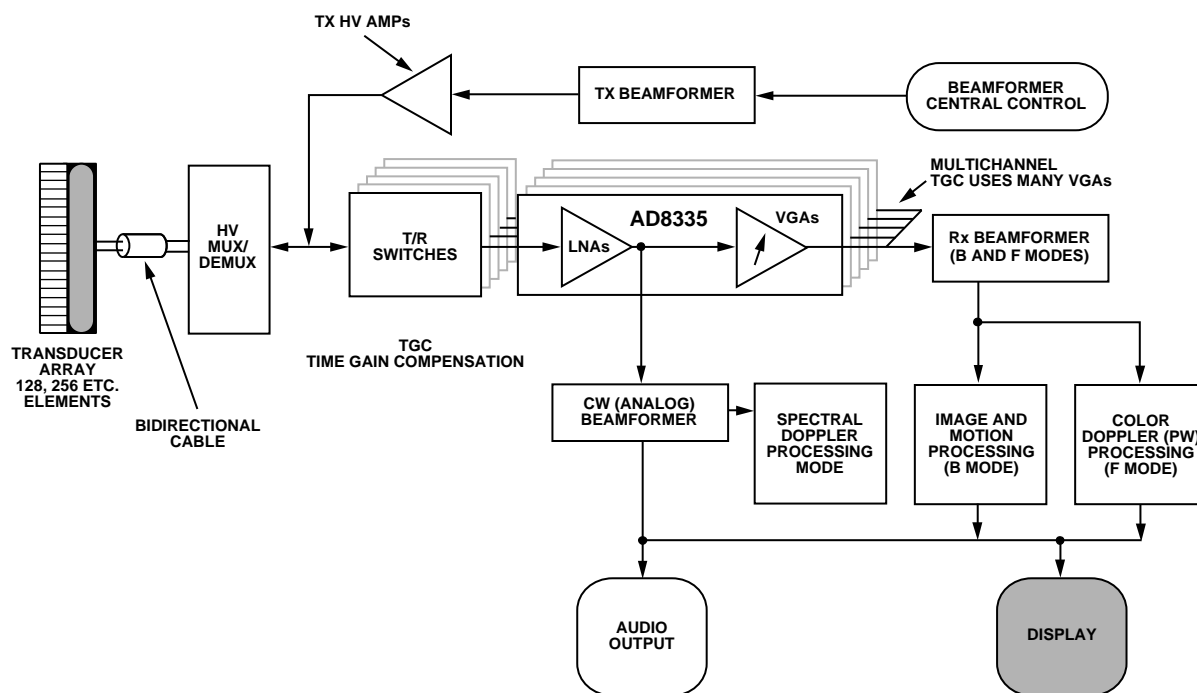 TX HV AMPs
TX BEAMFORMER
BEAMFORMER
CENTRAL CONTROL
MULTICHANNEL
TGC USES MANY VGAs
HV
MUX/
DEMUX
T/R
SWITCHES
LNAs
AD8335
VGAs
Rx BEAMFORMER
(B AND F MODES)
TRANSDUCER
ARRAY
128, 256 ETC.
ELEMENTS
BIDIRECTIONAL
CABLE
TGC
TIME GAIN COMPENSATION
CW (ANALOG)
BEAMFORMER
SPECTRAL
DOPPLER
PROCESSING
MODE
IMAGE AND
MOTION
PROCESSING
(B MODE)
COLOR
DOPPLER (PW)
PROCESSING
(F MODE)
AUDIO
OUTPUT
DISPLAY